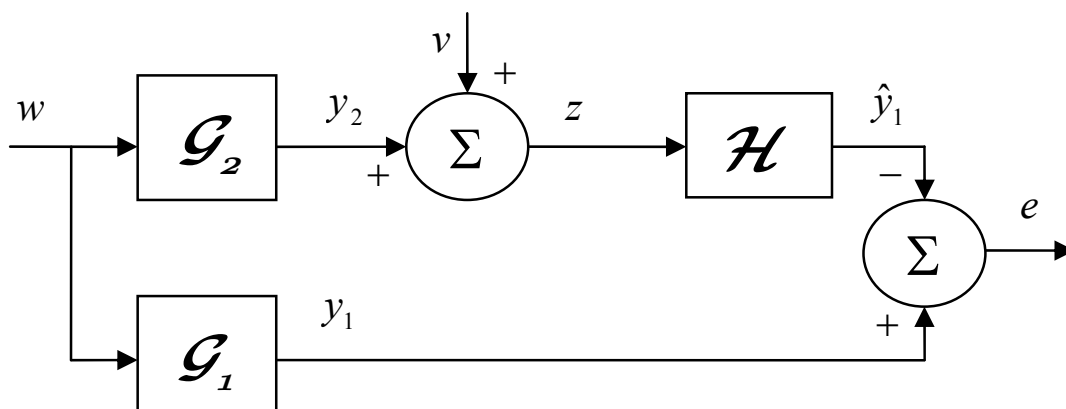 v
+
w
𝓖₂
y₂
+
Σ
z
𝓗
ŷ₁
−
Σ
e
+
y₁
𝓖₁